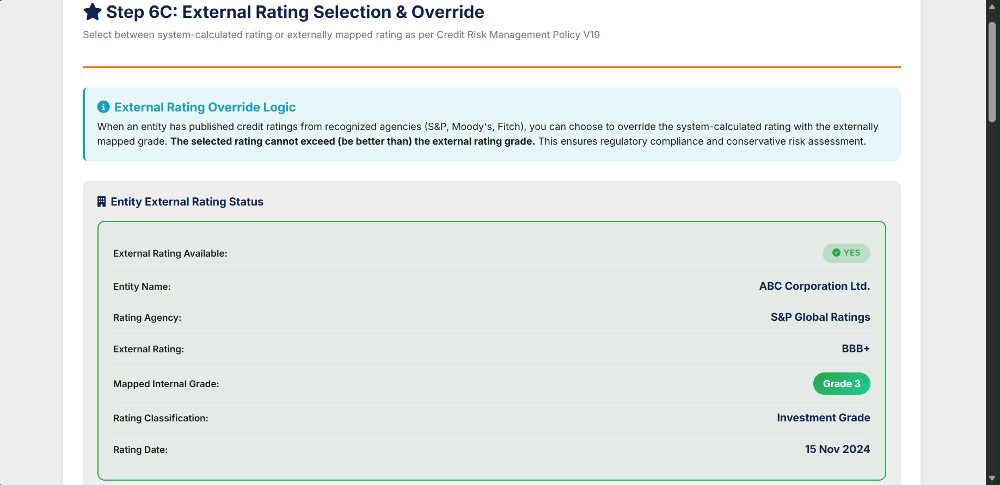 Step 6C: External Rating Selection & Override
Select between system-calculated rating or externally mapped rating as per Credit Risk Management Policy V19
External Rating Override Logic
When an entity has published credit ratings from recognized agencies (S&P, Moody's, Fitch), you can choose to override the system-calculated rating with the externally
mapped grade. The selected rating cannot exceed (be better than) the external rating grade. This ensures regulatory compliance and conservative risk assessment.
Entity External Rating Status
External Rating Available: YES
Entity Name: ABC Corporation Ltd.
Rating Agency: S&P Global Ratings
External Rating: BBB+
Mapped Internal Grade: Grade 3
Rating Classification: Investment Grade
Rating Date: 15 Nov 2024